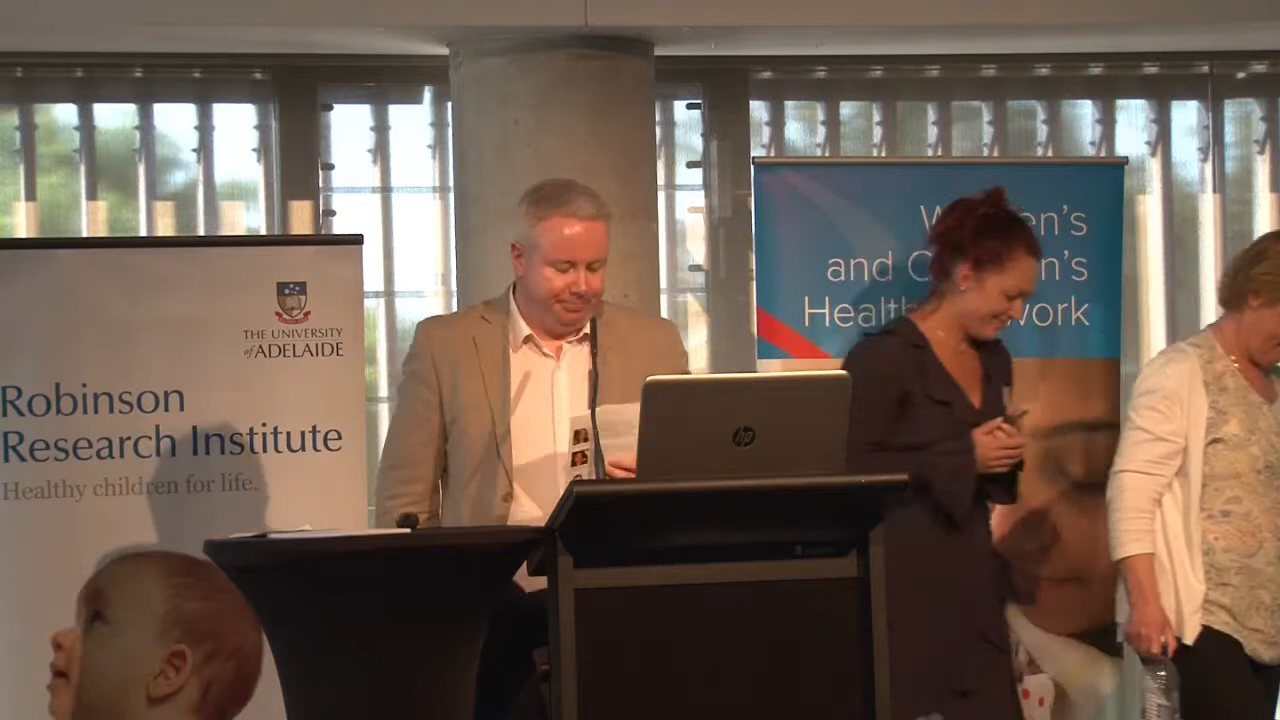 THE UNIVERSITY
of ADELAIDE
Robinson
Research Institute
Healthy children for life.
and
Health
hp